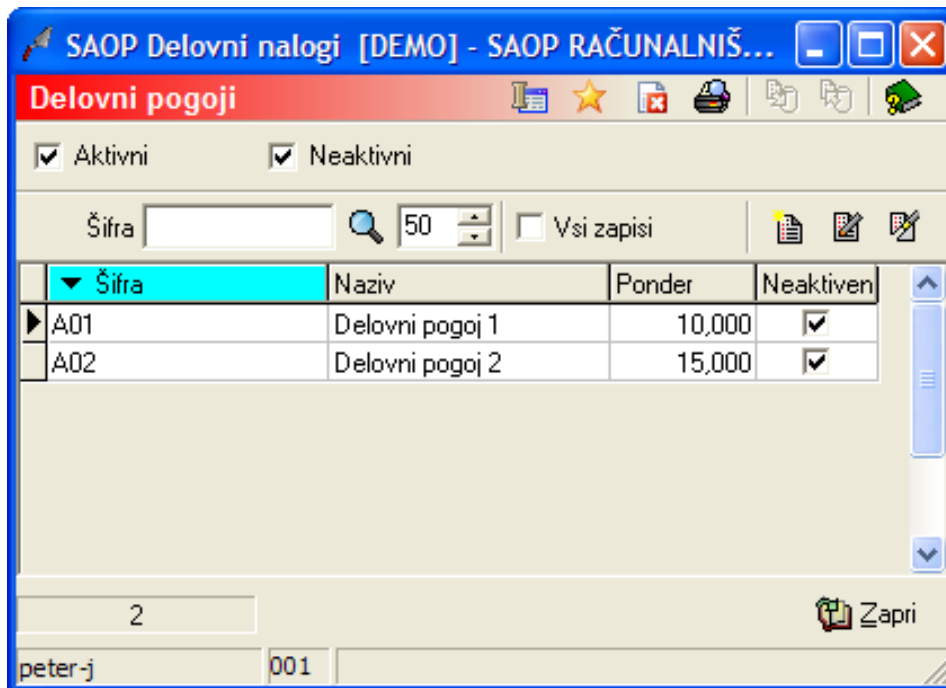 SAOP Delovni nalogi [DEMO] - SAOP RAČUNALNIŠ...
Delovni pogoji
Aktivni Neaktivni
Šifra 50 Vsi zapisi
Šifra Naziv Ponder Neaktiven
A01 Delovni pogoj 1 10,000
A02 Delovni pogoj 2 15,000
2 Zapri
peter-j 001